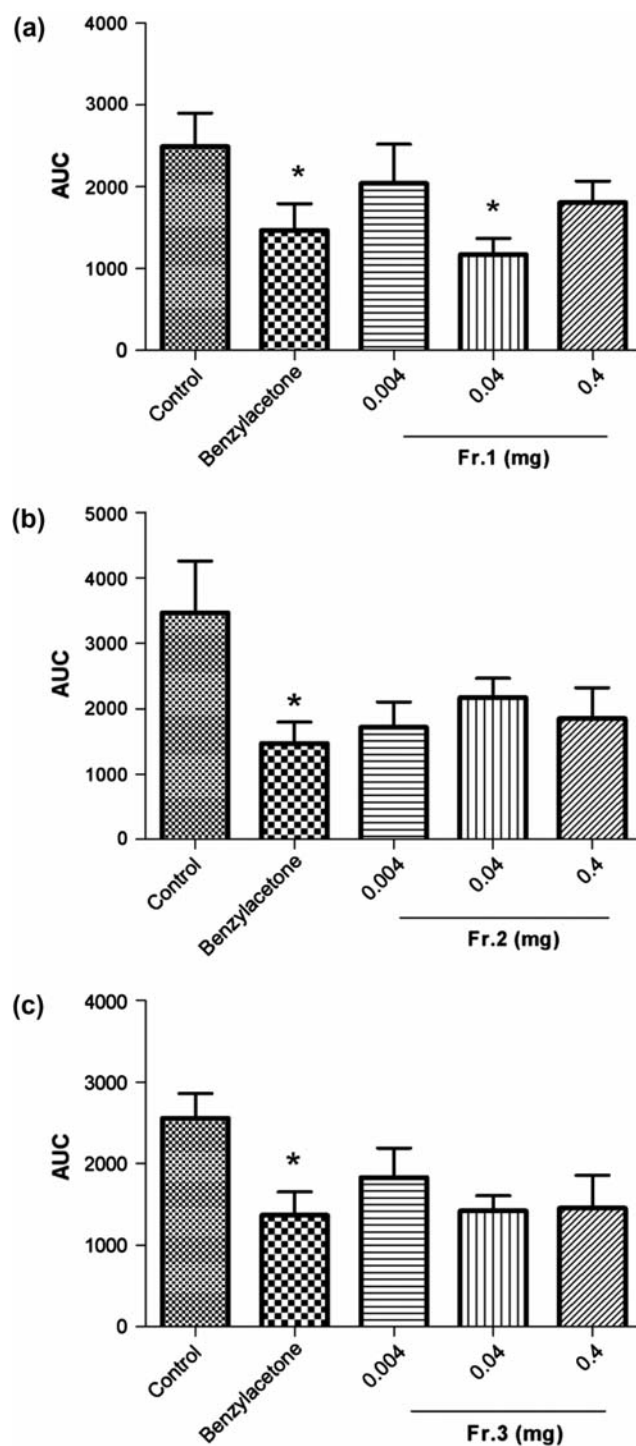 (a)
4000
3000
2000
1000
0
AUC
*
*
Control
Benzylacetone
0.004
0.04
0.4
Fr.1 (mg)
(b)
5000
4000
3000
2000
1000
0
AUC
*
Control
Benzylacetone
0.004
0.04
0.4
Fr.2 (mg)
(c)
4000
3000
2000
1000
0
AUC
*
Control
Benzylacetone
0.004
0.04
0.4
Fr.3 (mg)